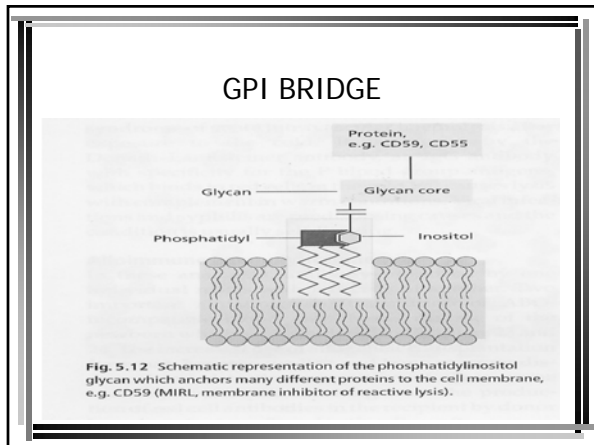 GPI BRIDGE
Protein,
e.g. CD59, CD55
Glycan
Glycan core
Phosphatidyl
Inositol
Fig. 5.12 Schematic representation of the phosphatidylinositol
glycan which anchors many different proteins to the cell membrane,
e.g. CD59 (MIRL, membrane inhibitor of reactive lysis).